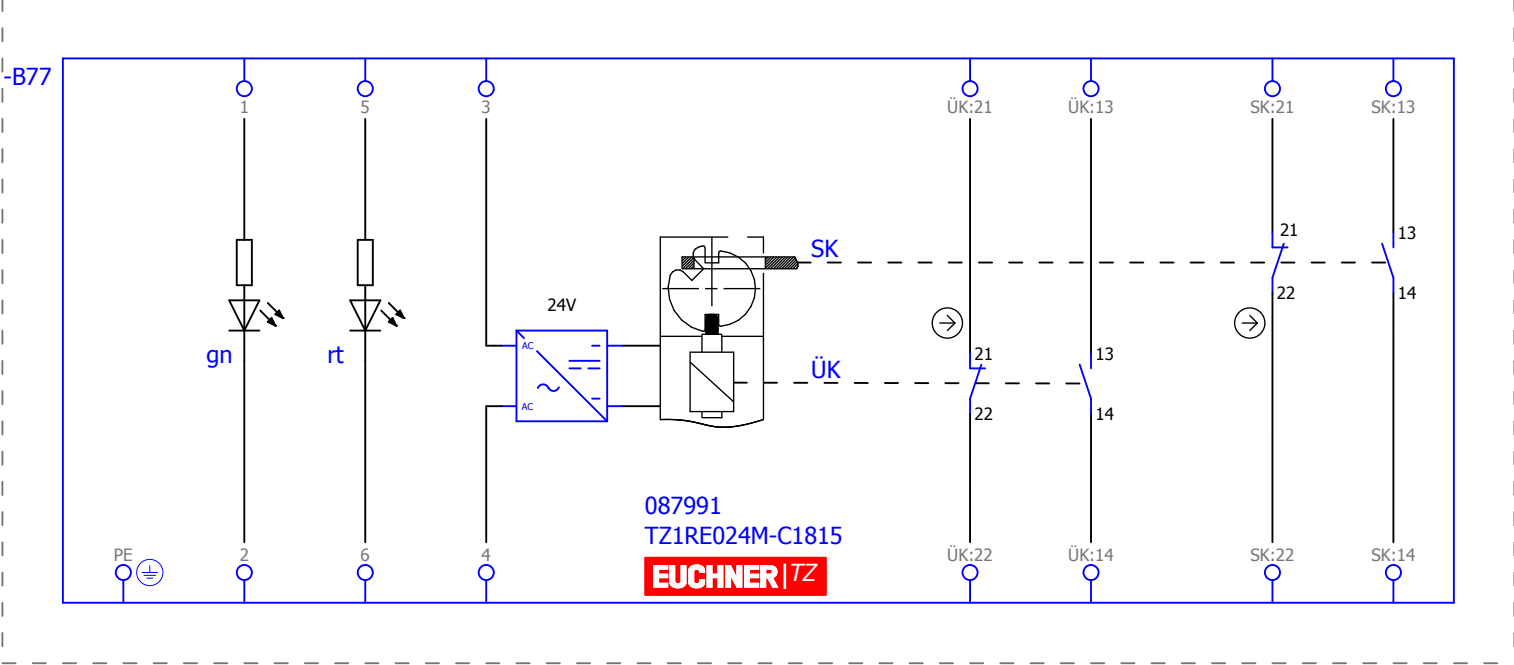 -B77
1
5
3
ÜK:21
ÜK:13
SK:21
SK:13
21
13
SK
22
14
24V
AC
gn
rt
21
13
ÜK
AC
22
14
087991
TZ1RE024M-C1815
PE
2
6
4
ÜK:22
ÜK:14
SK:22
SK:14
EUCHNER|TZ